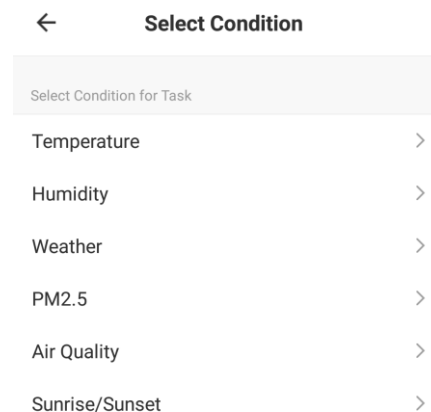 Select Condition
Select Condition for Task
Temperature
Humidity
Weather
PM2.5
Air Quality
Sunrise/Sunset